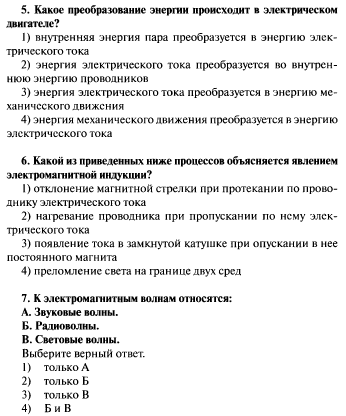 5. Какое преобразование энергии происходит в электрическом
двигателе?
1) внутренняя энергия пара преобразуется в энергию элек-
трического тока
2) энергия электрического тока преобразуется во внутрен-
нюю энергию проводников
3) энергия электрического тока преобразуется в энергию ме-
ханического движения
4) энергия механического движения преобразуется в энергию
электрического тока
6. Какой из приведенных ниже процессов объясняется явлением
электромагнитной индукции?
1) отклонение магнитной стрелки при протекании по прово-
днику электрического тока
2) нагревание проводника при пропускании по нему элек-
трического тока
3) появление тока в замкнутой катушке при опускании в нее
постоянного магнита
4) преломление света на границе двух сред
7. К электромагнитным волнам относятся:
А. Звуковые волны.
Б. Радиоволны.
В. Световые волны.
Выберите верный ответ.
1) только А
2) только Б
3) только В
4) Б и В